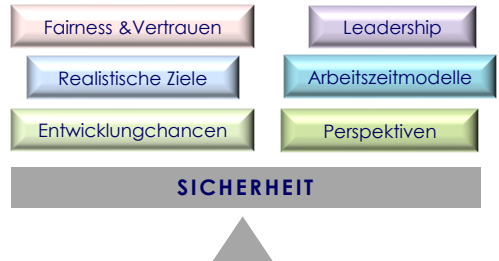 Fairness &Vertrauen
Leadership
Realistische Ziele
Arbeitszeitmodelle
Entwicklungchancen
Perspektiven
SICHERHEIT